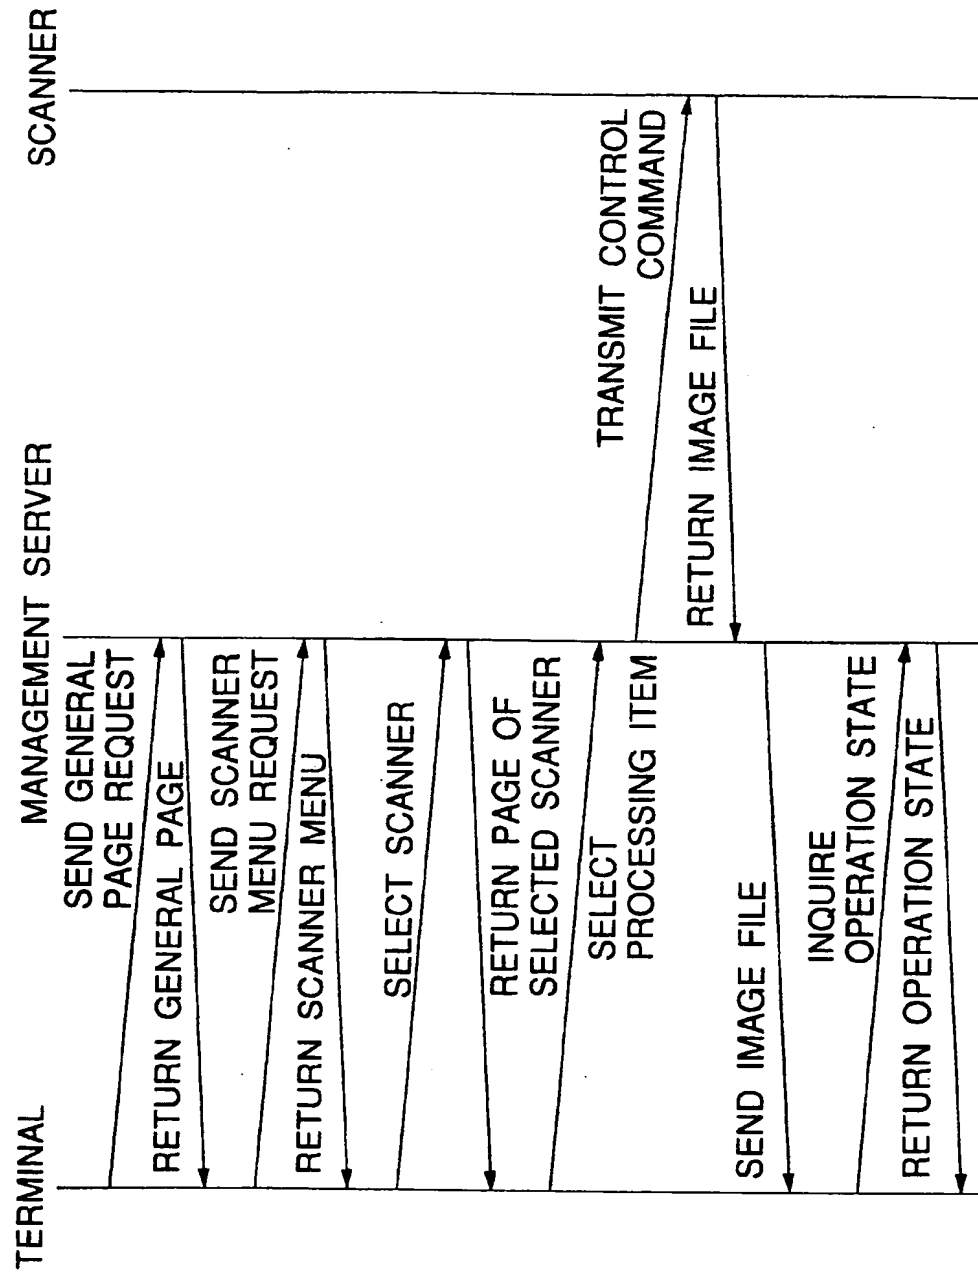 TERMINAL
MANAGEMENT SERVER
SCANNER
SEND GENERAL
PAGE REQUEST
RETURN GENERAL PAGE
SEND SCANNER
MENU REQUEST
RETURN SCANNER MENU
SELECT SCANNER
RETURN PAGE OF
SELECTED SCANNER
SELECT
PROCESSING ITEM
TRANSMIT CONTROL
COMMAND
RETURN IMAGE FILE
SEND IMAGE FILE
INQUIRE
OPERATION STATE
RETURN OPERATION STATE